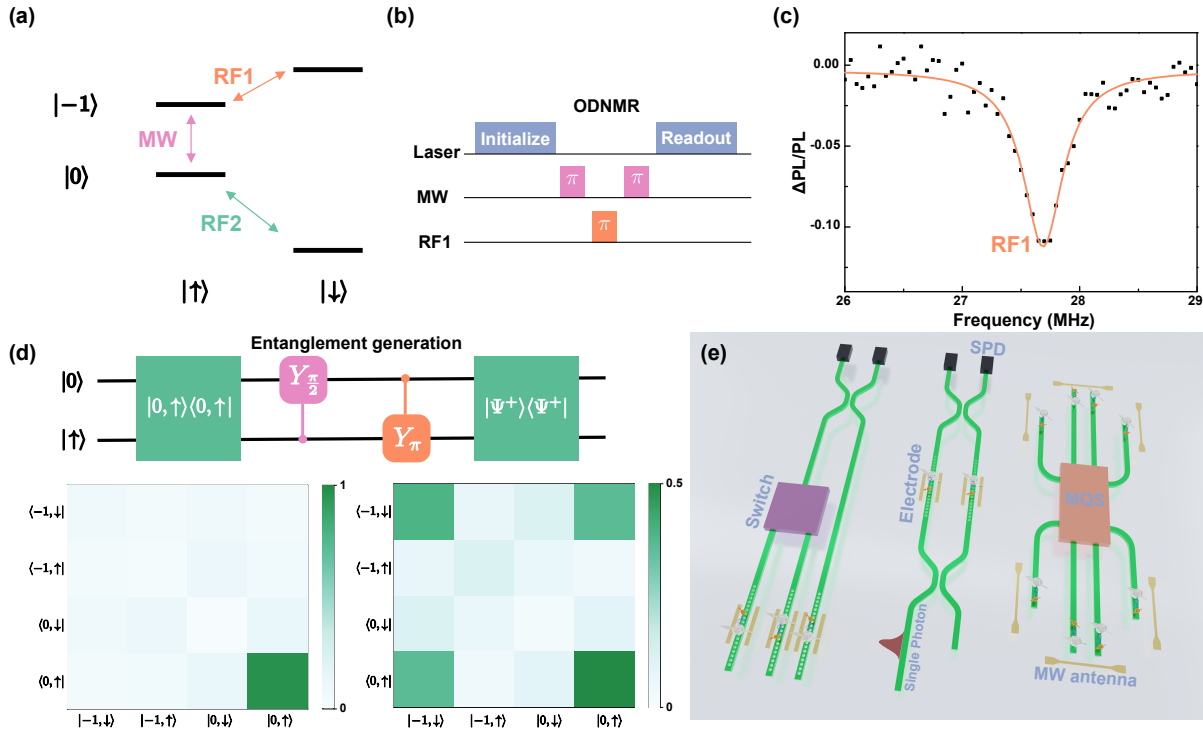 (a)
RF1
|−1⟩
MW
|0⟩
RF2
|↑⟩
|↓⟩
(b)
ODNMR
Laser
Initialize
Readout
MW
π
π
RF1
π
(c)
0.00
-0.05
-0.10
ΔPL/PL
RF1
26
27
28
29
Frequency (MHz)
(d)
Entanglement generation
|0⟩
|↑⟩
|0,↑⟩⟨0,↑|
Yπ/2
Yπ
|Ψ⁺⟩⟨Ψ⁺|
⟨−1,↓|
⟨−1,↑|
⟨0,↓|
⟨0,↑|
|−1,↓⟩
|−1,↑⟩
|0,↓⟩
|0,↑⟩
1
0
⟨−1,↓|
⟨−1,↑|
⟨0,↓|
⟨0,↑|
|−1,↓⟩
|−1,↑⟩
|0,↓⟩
|0,↑⟩
0.5
0
(e)
SPD
Switch
Electrode
Single Photon
MQS
MW antenna